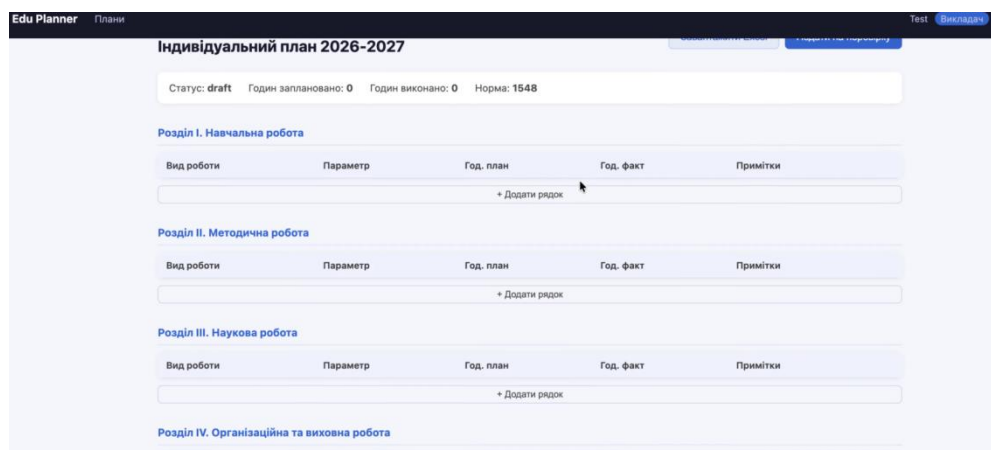 Edu Planner Плани Test Викладач
Індивідуальний план 2026-2027
Статус: draft Годин заплановано: 0 Годин виконано: 0 Норма: 1548
Розділ I. Навчальна робота
Вид роботи Параметр Год. план Год. факт Примітки
+ Додати рядок
Розділ II. Методична робота
Вид роботи Параметр Год. план Год. факт Примітки
+ Додати рядок
Розділ III. Наукова робота
Вид роботи Параметр Год. план Год. факт Примітки
+ Додати рядок
Розділ IV. Організаційна та виховна робота